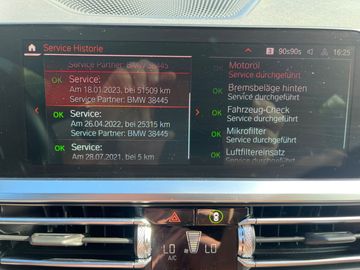 Service Historie
3 90s90s 16:25
Service Partner: BMW 38445
OK Service:
Am 18.01.2023, bei 51509 km
Service Partner: BMW 38445
OK Service:
Am 26.04.2022, bei 25315 km
Service Partner: BMW 38445
OK Service:
Am 28.07.2021, bei 5 km
Motoröl
OK Service durchgeführt
OK Bremsbeläge hinten
Service durchgeführt
OK Fahrzeug-Check
Service durchgeführt
OK Mikrofilter
Service durchgeführt
OK Luftfiltereinsatz
Service durchgeführt
LO LO
A/C